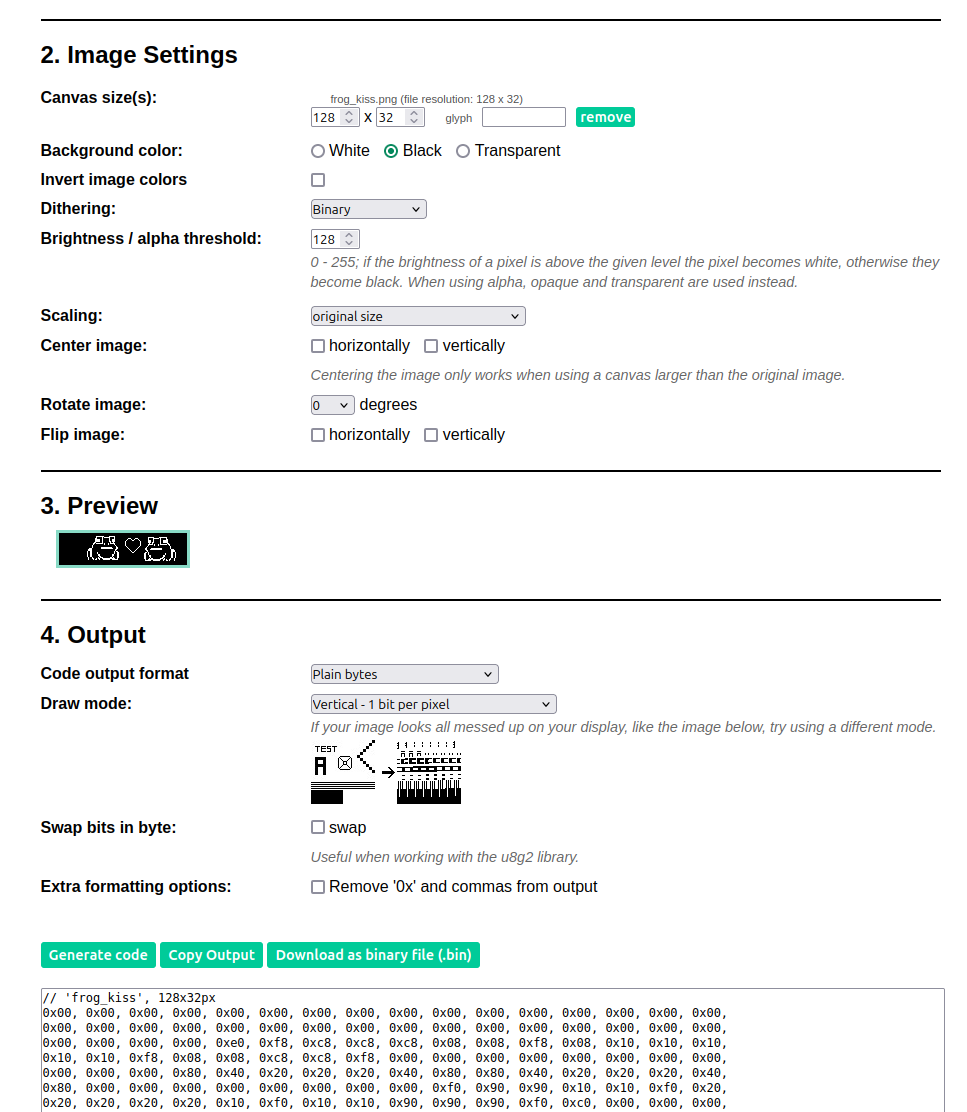 2. Image Settings
Canvas size(s):
frog_kiss.png (file resolution: 128 x 32)
128 x 32 glyph remove
Background color: White Black Transparent
Invert image colors
Dithering: Binary
Brightness / alpha threshold: 128
0 - 255; if the brightness of a pixel is above the given level the pixel becomes white, otherwise they
become black. When using alpha, opaque and transparent are used instead.
Scaling: original size
Center image: horizontally vertically
Centering the image only works when using a canvas larger than the original image.
Rotate image: 0 degrees
Flip image: horizontally vertically
3. Preview
4. Output
Code output format Plain bytes
Draw mode: Vertical - 1 bit per pixel
If your image looks all messed up on your display, like the image below, try using a different mode.
TEST
A
Swap bits in byte: swap
Useful when working with the u8g2 library.
Extra formatting options: Remove '0x' and commas from output
Generate code Copy Output Download as binary file (.bin)
// 'frog_kiss', 128x32px
0x00, 0x00, 0x00, 0x00, 0x00, 0x00, 0x00, 0x00, 0x00, 0x00, 0x00, 0x00, 0x00, 0x00, 0x00, 0x00,
0x00, 0x00, 0x00, 0x00, 0x00, 0x00, 0x00, 0x00, 0x00, 0x00, 0x00, 0x00, 0x00, 0x00, 0x00, 0x00,
0x00, 0x00, 0x00, 0x00, 0xe0, 0xf8, 0xc8, 0xc8, 0xc8, 0x08, 0x08, 0xf8, 0x08, 0x10, 0x10, 0x10,
0x10, 0x10, 0xf8, 0x08, 0x08, 0xc8, 0xc8, 0xf8, 0x00, 0x00, 0x00, 0x00, 0x00, 0x00, 0x00, 0x00,
0x00, 0x00, 0x00, 0x80, 0x40, 0x20, 0x20, 0x20, 0x40, 0x80, 0x80, 0x40, 0x20, 0x20, 0x20, 0x40,
0x80, 0x00, 0x00, 0x00, 0x00, 0x00, 0x00, 0x00, 0x00, 0xf0, 0x90, 0x90, 0x10, 0x10, 0xf0, 0x20,
0x20, 0x20, 0x20, 0x20, 0x10, 0xf0, 0x10, 0x10, 0x90, 0x90, 0x90, 0xf0, 0xc0, 0x00, 0x00, 0x00,